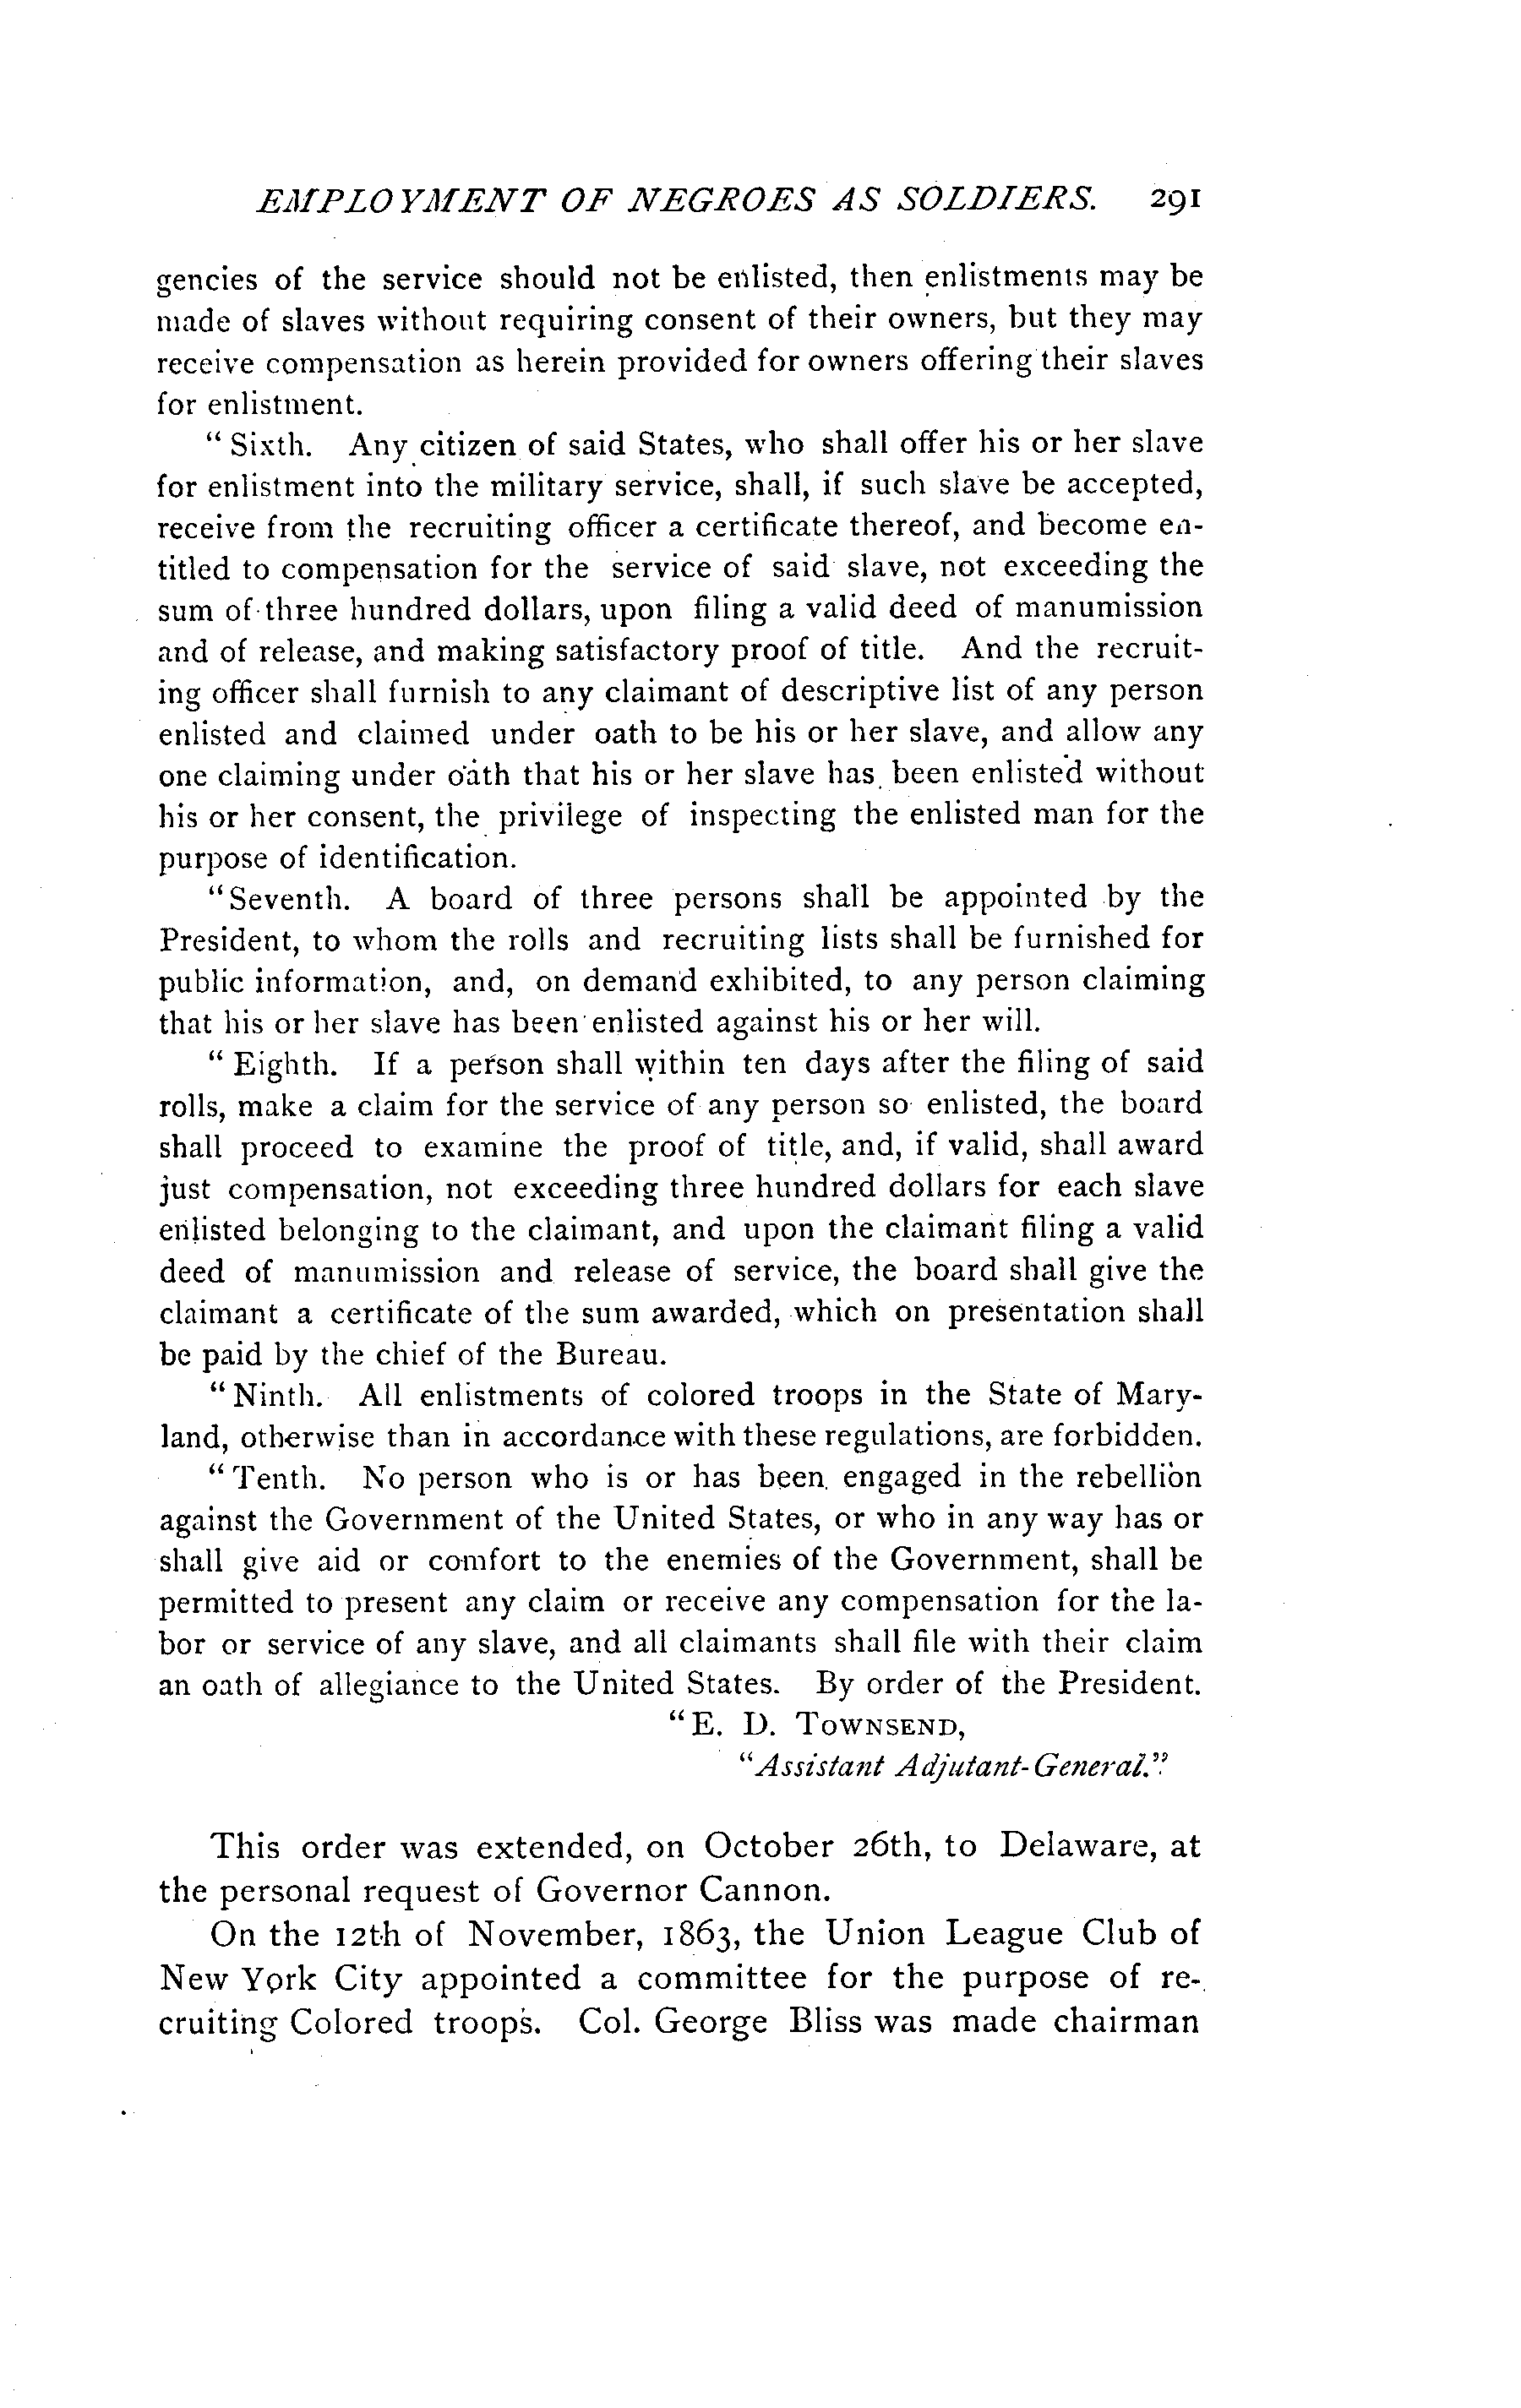 EMPLOYMENT OF NEGROES AS SOLDIERS. 291
gencies of the service should not be enlisted, then enlistments may be
made of slaves without requiring consent of their owners, but they may
receive compensation as herein provided for owners offering their slaves
for enlistment.
" Sixth. Any citizen of said States, who shall offer his or her slave
for enlistment into the military service, shall, if such slave be accepted,
receive from the recruiting officer a certificate thereof, and become en-
titled to compensation for the service of said slave, not exceeding the
sum of three hundred dollars, upon filing a valid deed of manumission
and of release, and making satisfactory proof of title. And the recruit-
ing officer shall furnish to any claimant of descriptive list of any person
enlisted and claimed under oath to be his or her slave, and allow any
one claiming under oath that his or her slave has been enlisted without
his or her consent, the privilege of inspecting the enlisted man for the
purpose of identification.
"Seventh. A board of three persons shall be appointed by the
President, to whom the rolls and recruiting lists shall be furnished for
public information, and, on demand exhibited, to any person claiming
that his or her slave has been enlisted against his or her will.
" Eighth. If a person shall within ten days after the filing of said
rolls, make a claim for the service of any person so enlisted, the board
shall proceed to examine the proof of title, and, if valid, shall award
just compensation, not exceeding three hundred dollars for each slave
enlisted belonging to the claimant, and upon the claimant filing a valid
deed of manumission and release of service, the board shall give the
claimant a certificate of the sum awarded, which on presentation shall
be paid by the chief of the Bureau.
"Ninth. All enlistments of colored troops in the State of Mary-
land, otherwise than in accordance with these regulations, are forbidden.
"Tenth. No person who is or has been engaged in the rebellion
against the Government of the United States, or who in any way has or
shall give aid or comfort to the enemies of the Government, shall be
permitted to present any claim or receive any compensation for the la-
bor or service of any slave, and all claimants shall file with their claim
an oath of allegiance to the United States. By order of the President.
"E. D. TOWNSEND,
"Assistant Adjutant-General."
This order was extended, on October 26th, to Delaware, at
the personal request of Governor Cannon.
On the 12th of November, 1863, the Union League Club of
New York City appointed a committee for the purpose of re-
cruiting Colored troops. Col. George Bliss was made chairman